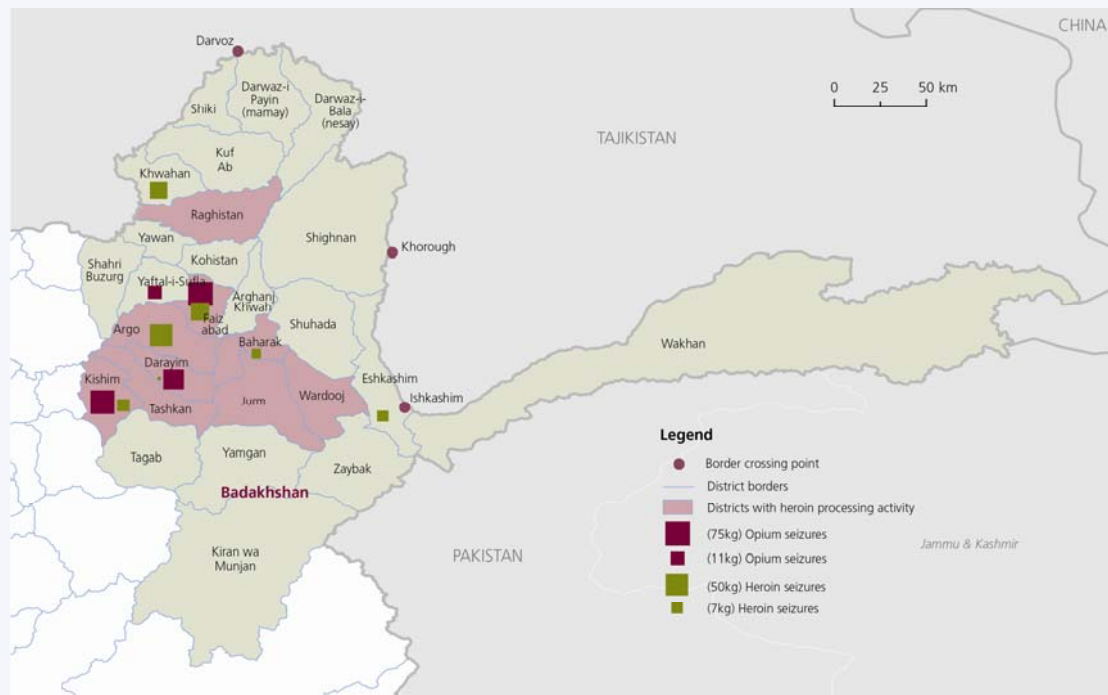 CHINA
Darvoz
0 25 50 km
Darwaz-i
Payin
(mamay)
Darwaz-i-
Bala
(nesay)
Shiki
TAJIKISTAN
Kuf
Ab
Khwahan
Raghistan
Yawan
Shighnan
Khorough
Kohistan
Shahri
Buzurg
Yaftal-i-Sufla
Arghanj
Khwah
Faiz
abad
Shuhada
Argo
Baharak
Wakhan
Darayim
Kishim
Eshkashim
Wardooj
Ishkashim
Jurm
Tashkan
Legend
Tagab
Yamgan
Zaybak
Border crossing point
District borders
Badakhshan
Districts with heroin processing activity
(75kg) Opium seizures
Kiran wa
Munjan
PAKISTAN
Jammu & Kashmir
(11kg) Opium seizures
(50kg) Heroin seizures
(7kg) Heroin seizures